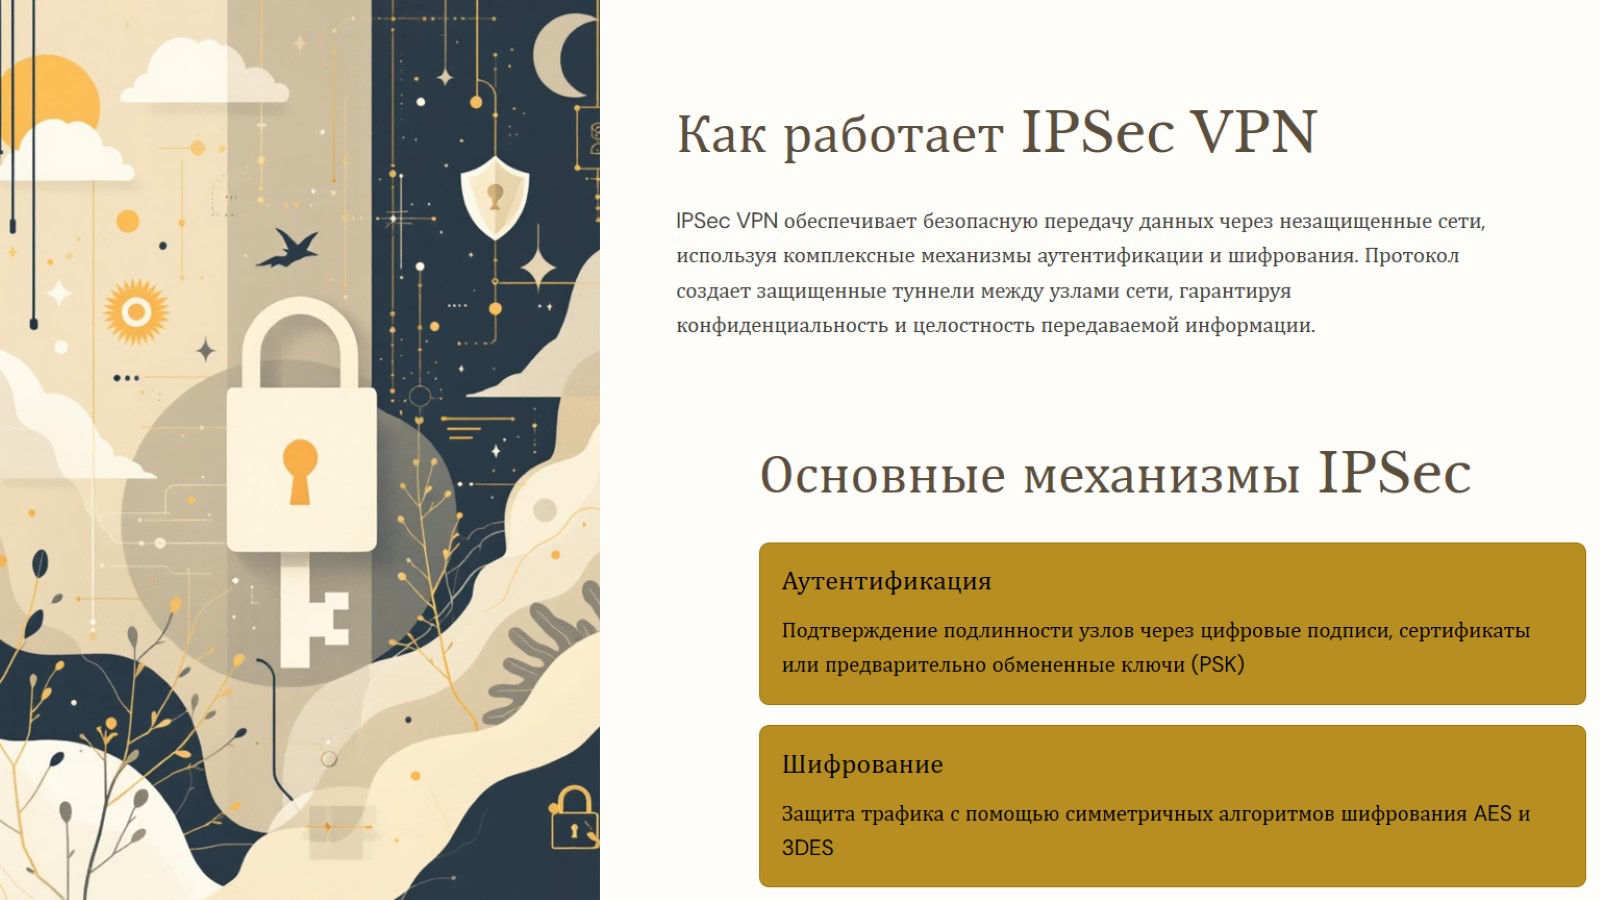 Как работает IPSec VPN
IPSec VPN обеспечивает безопасную передачу данных через незащищенные сети,
используя комплексные механизмы аутентификации и шифрования. Протокол
создает защищенные туннели между узлами сети, гарантируя
конфиденциальность и целостность передаваемой информации.
Основные механизмы IPSec
Аутентификация
Подтверждение подлинности узлов через цифровые подписи, сертификаты
или предварительно обмененные ключи (PSK)
Шифрование
Защита трафика с помощью симметричных алгоритмов шифрования AES и
3DES